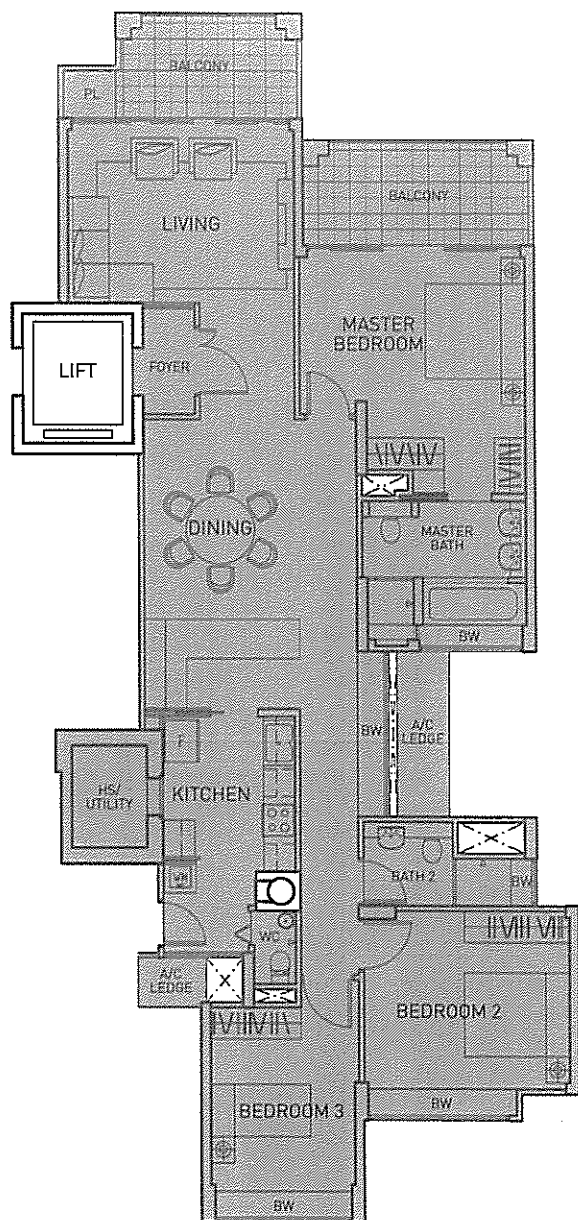 BALCONY
PL
BALCONY
LIVING
MASTER
BEDROOM
LIFT
FOYER
DINING
MASTER
BATH
BW
BW
A/C
LEDGE
HS/
UTILITY
KITCHEN
BATH 2
BW
WM
WC
A/C
LEDGE
BEDROOM 2
BEDROOM 3
BW
BW